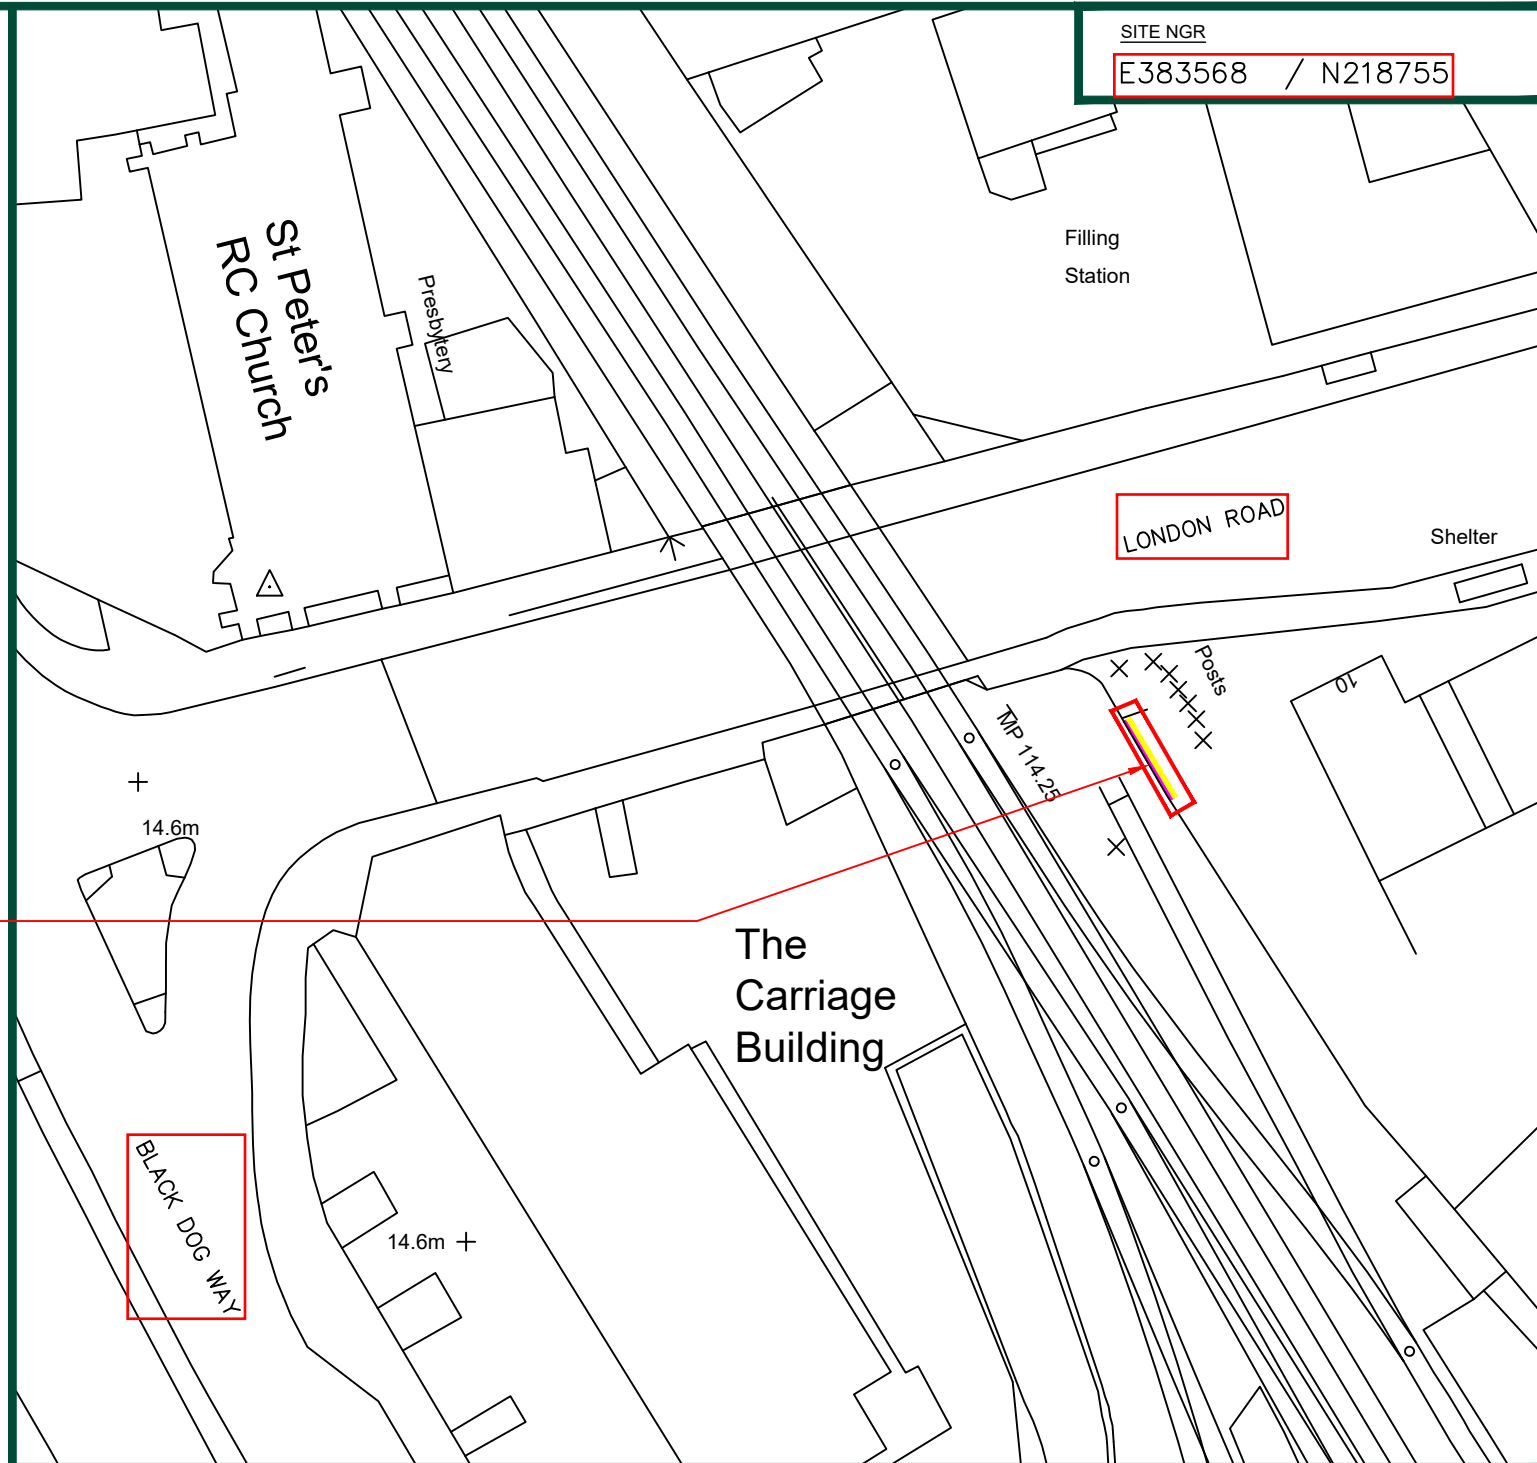 SITE NGR
E383568 / N218755
St Peter's
RC Church
Presbytery
Filling
Station
LONDON ROAD
Shelter
Posts
10
MP 114.25
14.6m
The
Carriage
Building
BLACK DOG WAY
14.6m